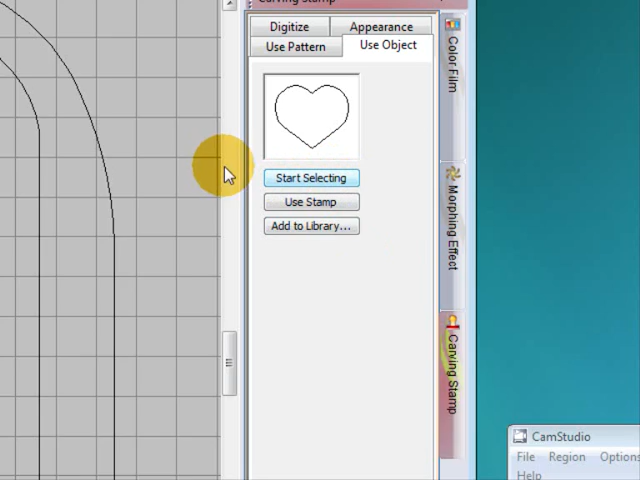 Carving Stamp
Digitize
Appearance
Use Pattern
Use Object
Start Selecting
Use Stamp
Add to Library...
Color Film
Morphing Effect
Carving Stamp
CamStudio
File Region Options
Help